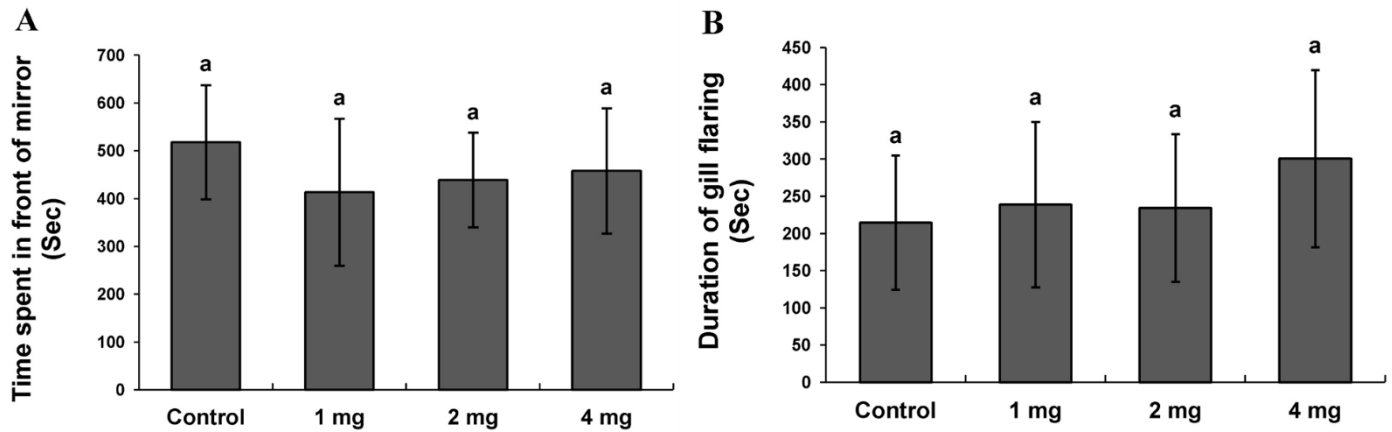 A
Time spent in front of mirror
(Sec)
700
600
500
400
300
200
100
0
a
a
a
a
Control
1 mg
2 mg
4 mg
B
Duration of gill flaring
(Sec)
450
400
350
300
250
200
150
100
50
0
a
a
a
a
Control
1 mg
2 mg
4 mg